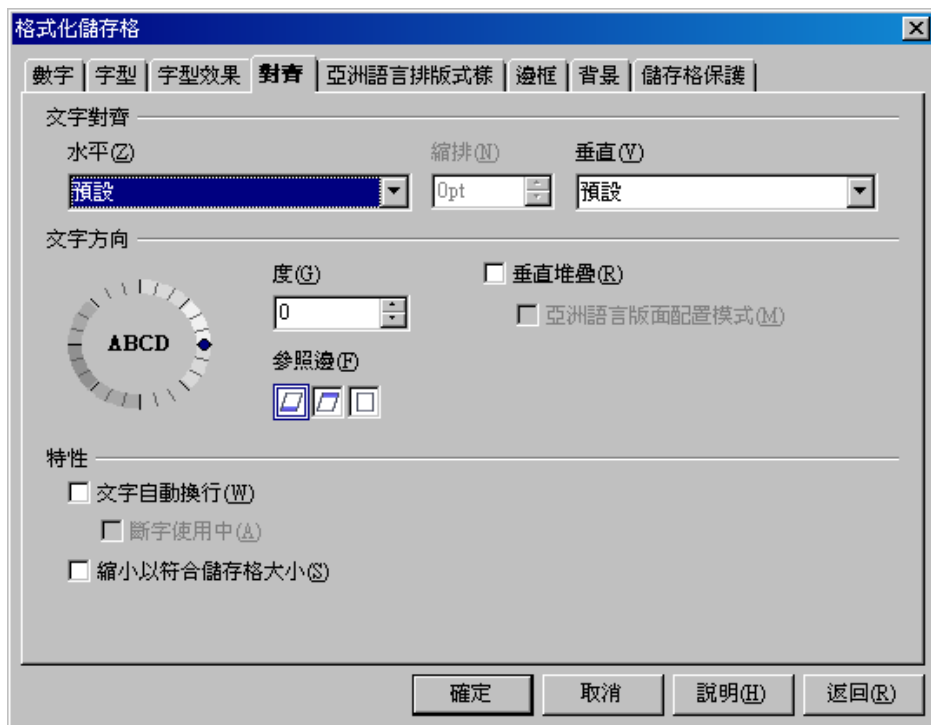 格式化儲存格
數字 字型 字型效果 對齊 亞洲語言排版式樣 邊框 背景 儲存格保護
文字對齊
水平(Z) 縮排(N) 垂直(V)
預設 0pt 預設
文字方向
度(G) 垂直堆疊(R)
0 亞洲語言版面配置模式(M)
ABCD
參照邊(F)
特性
文字自動換行(W)
斷字使用中(A)
縮小以符合儲存格大小(S)
確定 取消 說明(H) 返回(R)